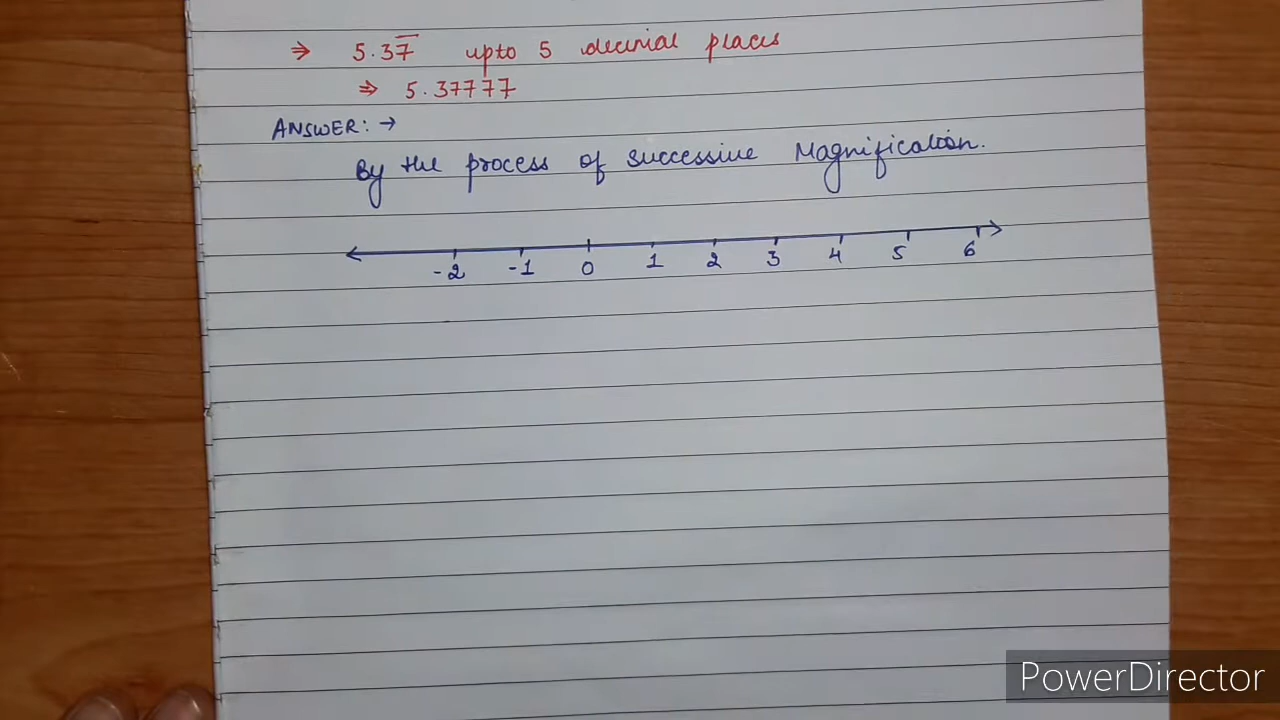 ⇒ 5.37̅ upto 5 decimal places
⇒ 5.37777
ANSWER: →
By the process of successive Magnification.
-2 -1 0 1 2 3 4 5 6
PowerDirector